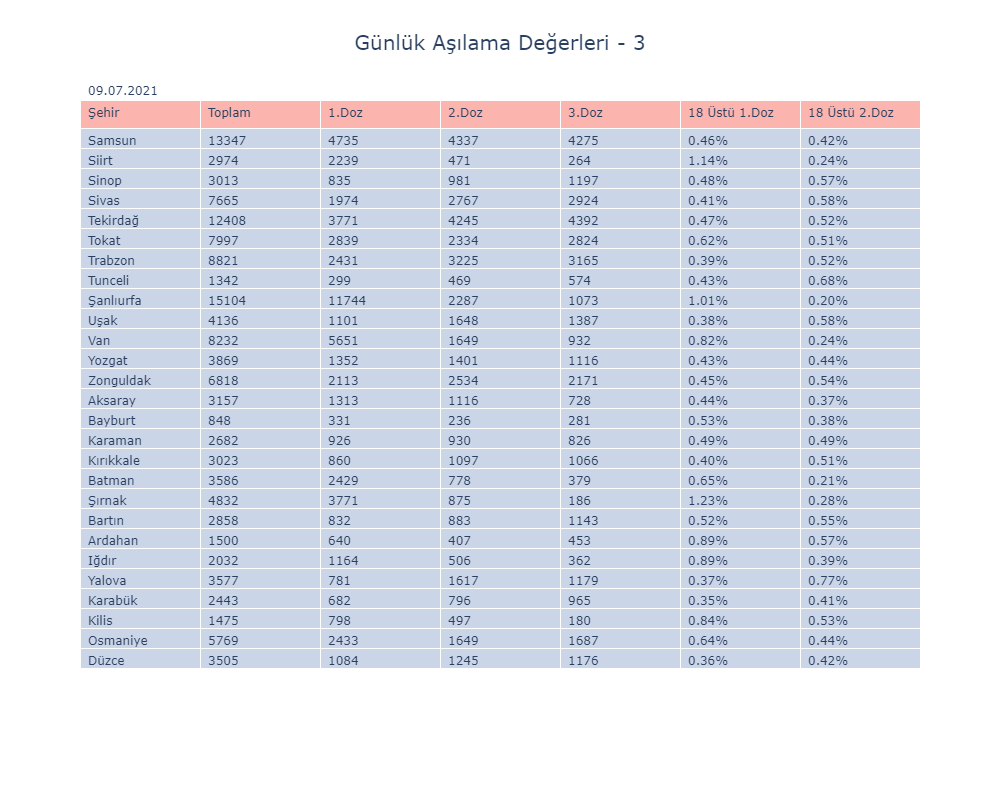 Günlük Aşılama Değerleri - 3
09.07.2021
Şehir Toplam 1.Doz 2.Doz 3.Doz 18 Üstü 1.Doz 18 Üstü 2.Doz
Samsun 13347 4735 4337 4275 0.46% 0.42%
Siirt 2974 2239 471 264 1.14% 0.24%
Sinop 3013 835 981 1197 0.48% 0.57%
Sivas 7665 1974 2767 2924 0.41% 0.58%
Tekirdağ 12408 3771 4245 4392 0.47% 0.52%
Tokat 7997 2839 2334 2824 0.62% 0.51%
Trabzon 8821 2431 3225 3165 0.39% 0.52%
Tunceli 1342 299 469 574 0.43% 0.68%
Şanlıurfa 15104 11744 2287 1073 1.01% 0.20%
Uşak 4136 1101 1648 1387 0.38% 0.58%
Van 8232 5651 1649 932 0.82% 0.24%
Yozgat 3869 1352 1401 1116 0.43% 0.44%
Zonguldak 6818 2113 2534 2171 0.45% 0.54%
Aksaray 3157 1313 1116 728 0.44% 0.37%
Bayburt 848 331 236 281 0.53% 0.38%
Karaman 2682 926 930 826 0.49% 0.49%
Kırıkkale 3023 860 1097 1066 0.40% 0.51%
Batman 3586 2429 778 379 0.65% 0.21%
Şırnak 4832 3771 875 186 1.23% 0.28%
Bartın 2858 832 883 1143 0.52% 0.55%
Ardahan 1500 640 407 453 0.89% 0.57%
Iğdır 2032 1164 506 362 0.89% 0.39%
Yalova 3577 781 1617 1179 0.37% 0.77%
Karabük 2443 682 796 965 0.35% 0.41%
Kilis 1475 798 497 180 0.84% 0.53%
Osmaniye 5769 2433 1649 1687 0.64% 0.44%
Düzce 3505 1084 1245 1176 0.36% 0.42%